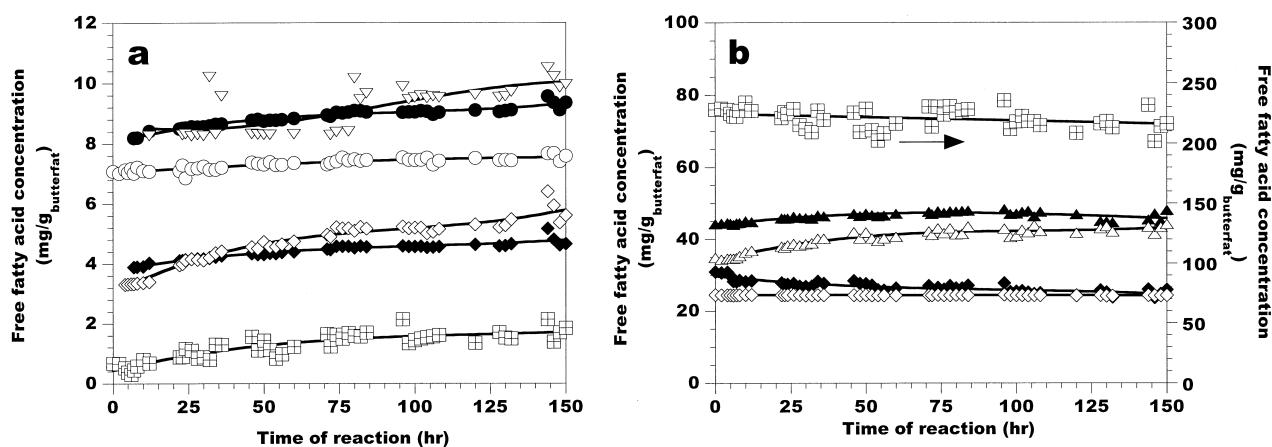 a
12
10
8
6
4
2
0
0 25 50 75 100 125 150
Time of reaction (hr)
Free fatty acid concentration
(mg/g butterfat)
b
100
80
60
40
20
0
300
250
200
150
100
50
0
0 25 50 75 100 125 150
Time of reaction (hr)
Free fatty acid concentration
(mg/g butterfat)
Free fatty acid concentration
(mg/g butterfat)